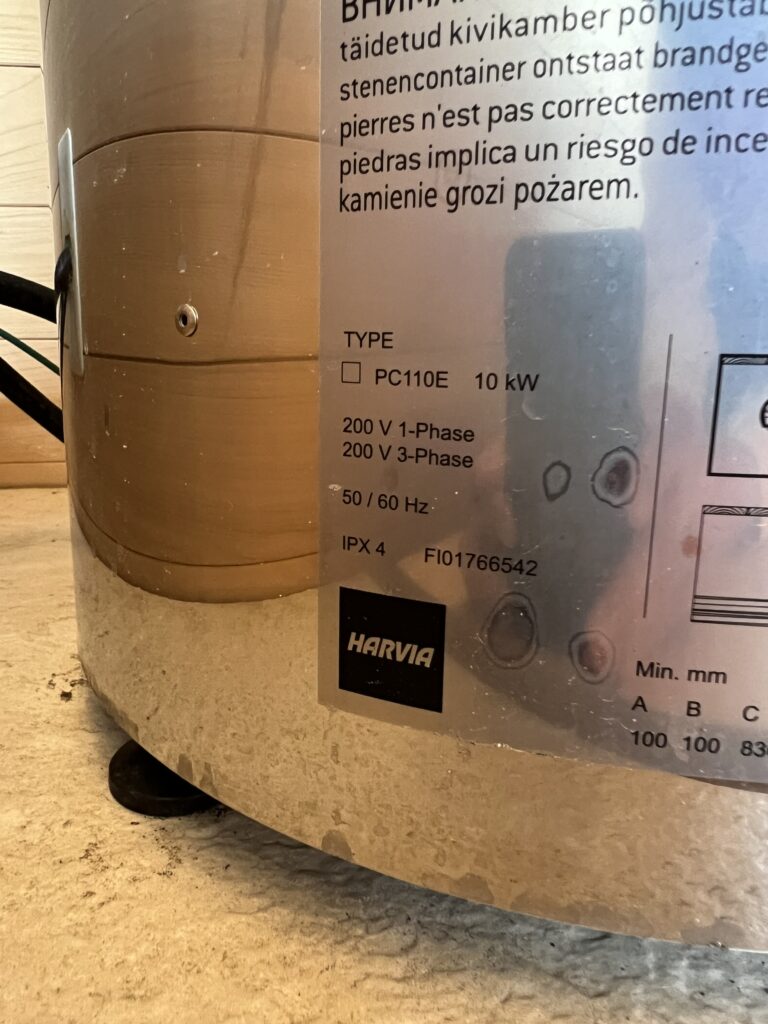 täidetud kivikamber põhjustab
stenencontainer ontstaat brandge
pierres n'est pas correctement re
piedras implica un riesgo de ince
kamienie grozi pożarem.
TYPE
PC110E 10 kW
200 V 1-Phase
200 V 3-Phase
50 / 60 Hz
IPX 4 FI01766542
HARVIA
Min. mm
A B C
100 100 83